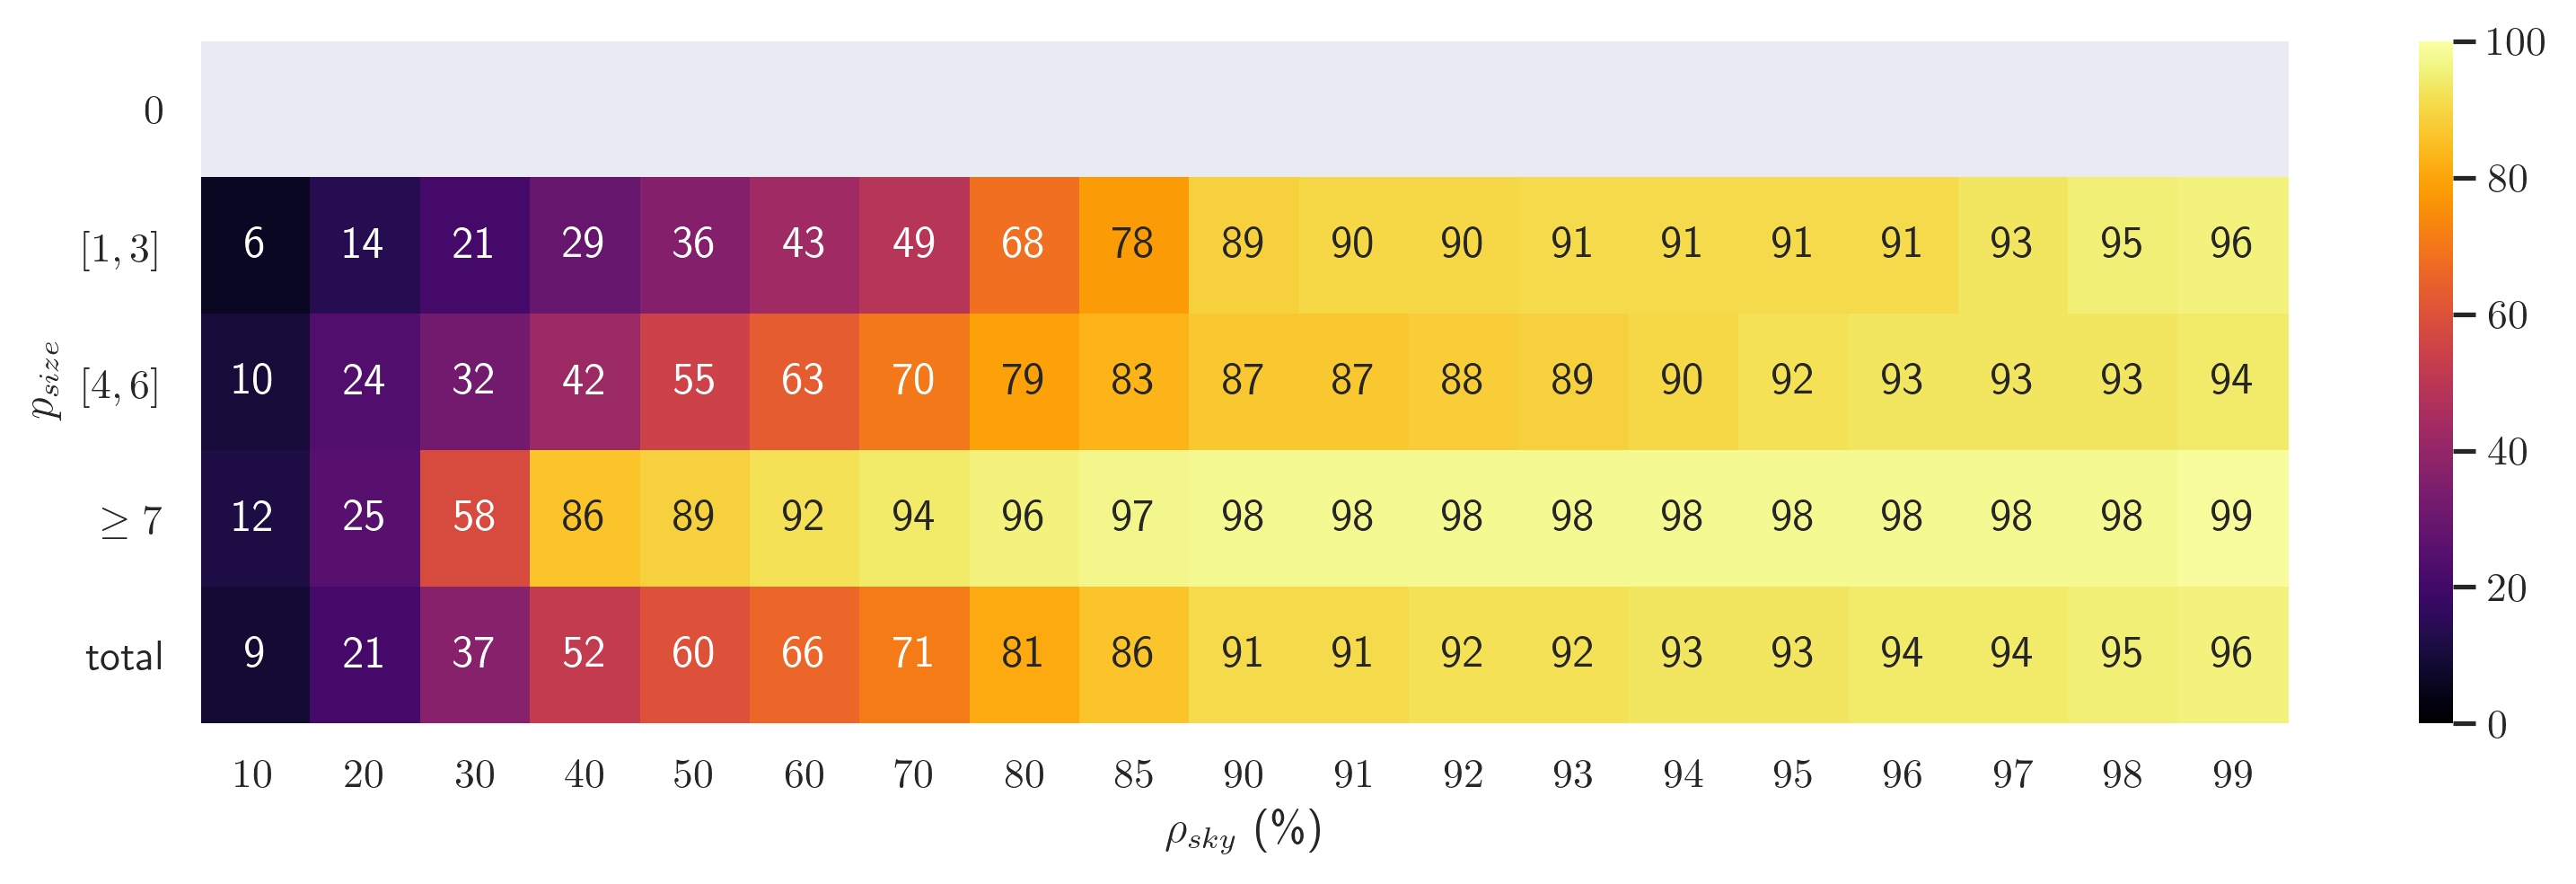 0
[1, 3] 6 14 21 29 36 43 49 68 78 89 90 90 91 91 91 91 93 95 96
[4, 6] 10 24 32 42 55 63 70 79 83 87 87 88 89 90 92 93 93 93 94
≥ 7 12 25 58 86 89 92 94 96 97 98 98 98 98 98 98 98 98 98 99
total 9 21 37 52 60 66 71 81 86 91 91 92 92 93 93 94 94 95 96
10 20 30 40 50 60 70 80 85 90 91 92 93 94 95 96 97 98 99
ρ_sky (%)
p_size
100
80
60
40
20
0